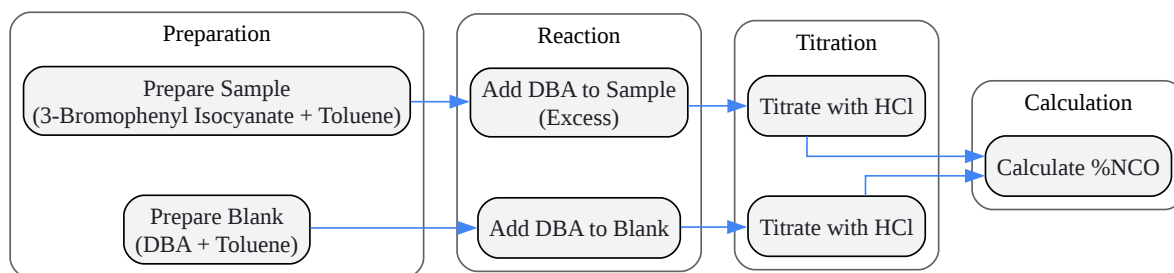 Preparation
Prepare Sample
(3-Bromophenyl Isocyanate + Toluene)
Prepare Blank
(DBA + Toluene)
Reaction
Add DBA to Sample
(Excess)
Add DBA to Blank
Titration
Titrate with HCl
Titrate with HCl
Calculation
Calculate %NCO